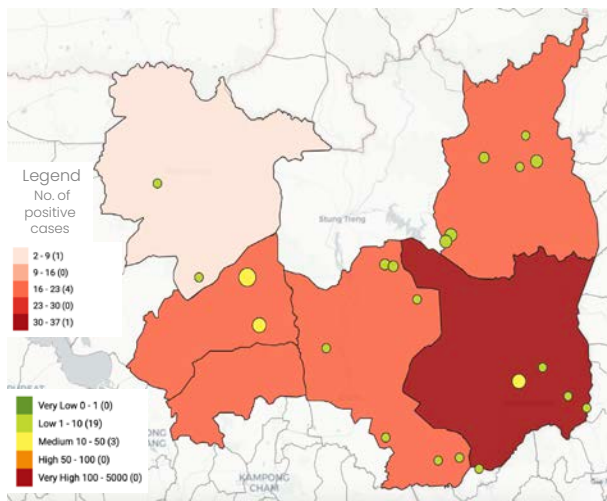 Stung Treng
Legend
No. of
positive
cases
2 - 9 (1)
9 - 16 (0)
16 - 23 (4)
23 - 30 (0)
30 - 37 (1)
Very Low 0 - 1 (0)
Low 1 - 10 (19)
Medium 10 - 50 (3)
High 50 - 100 (0)
Very High 100 - 5000 (0)
KAMPONG
CHAM